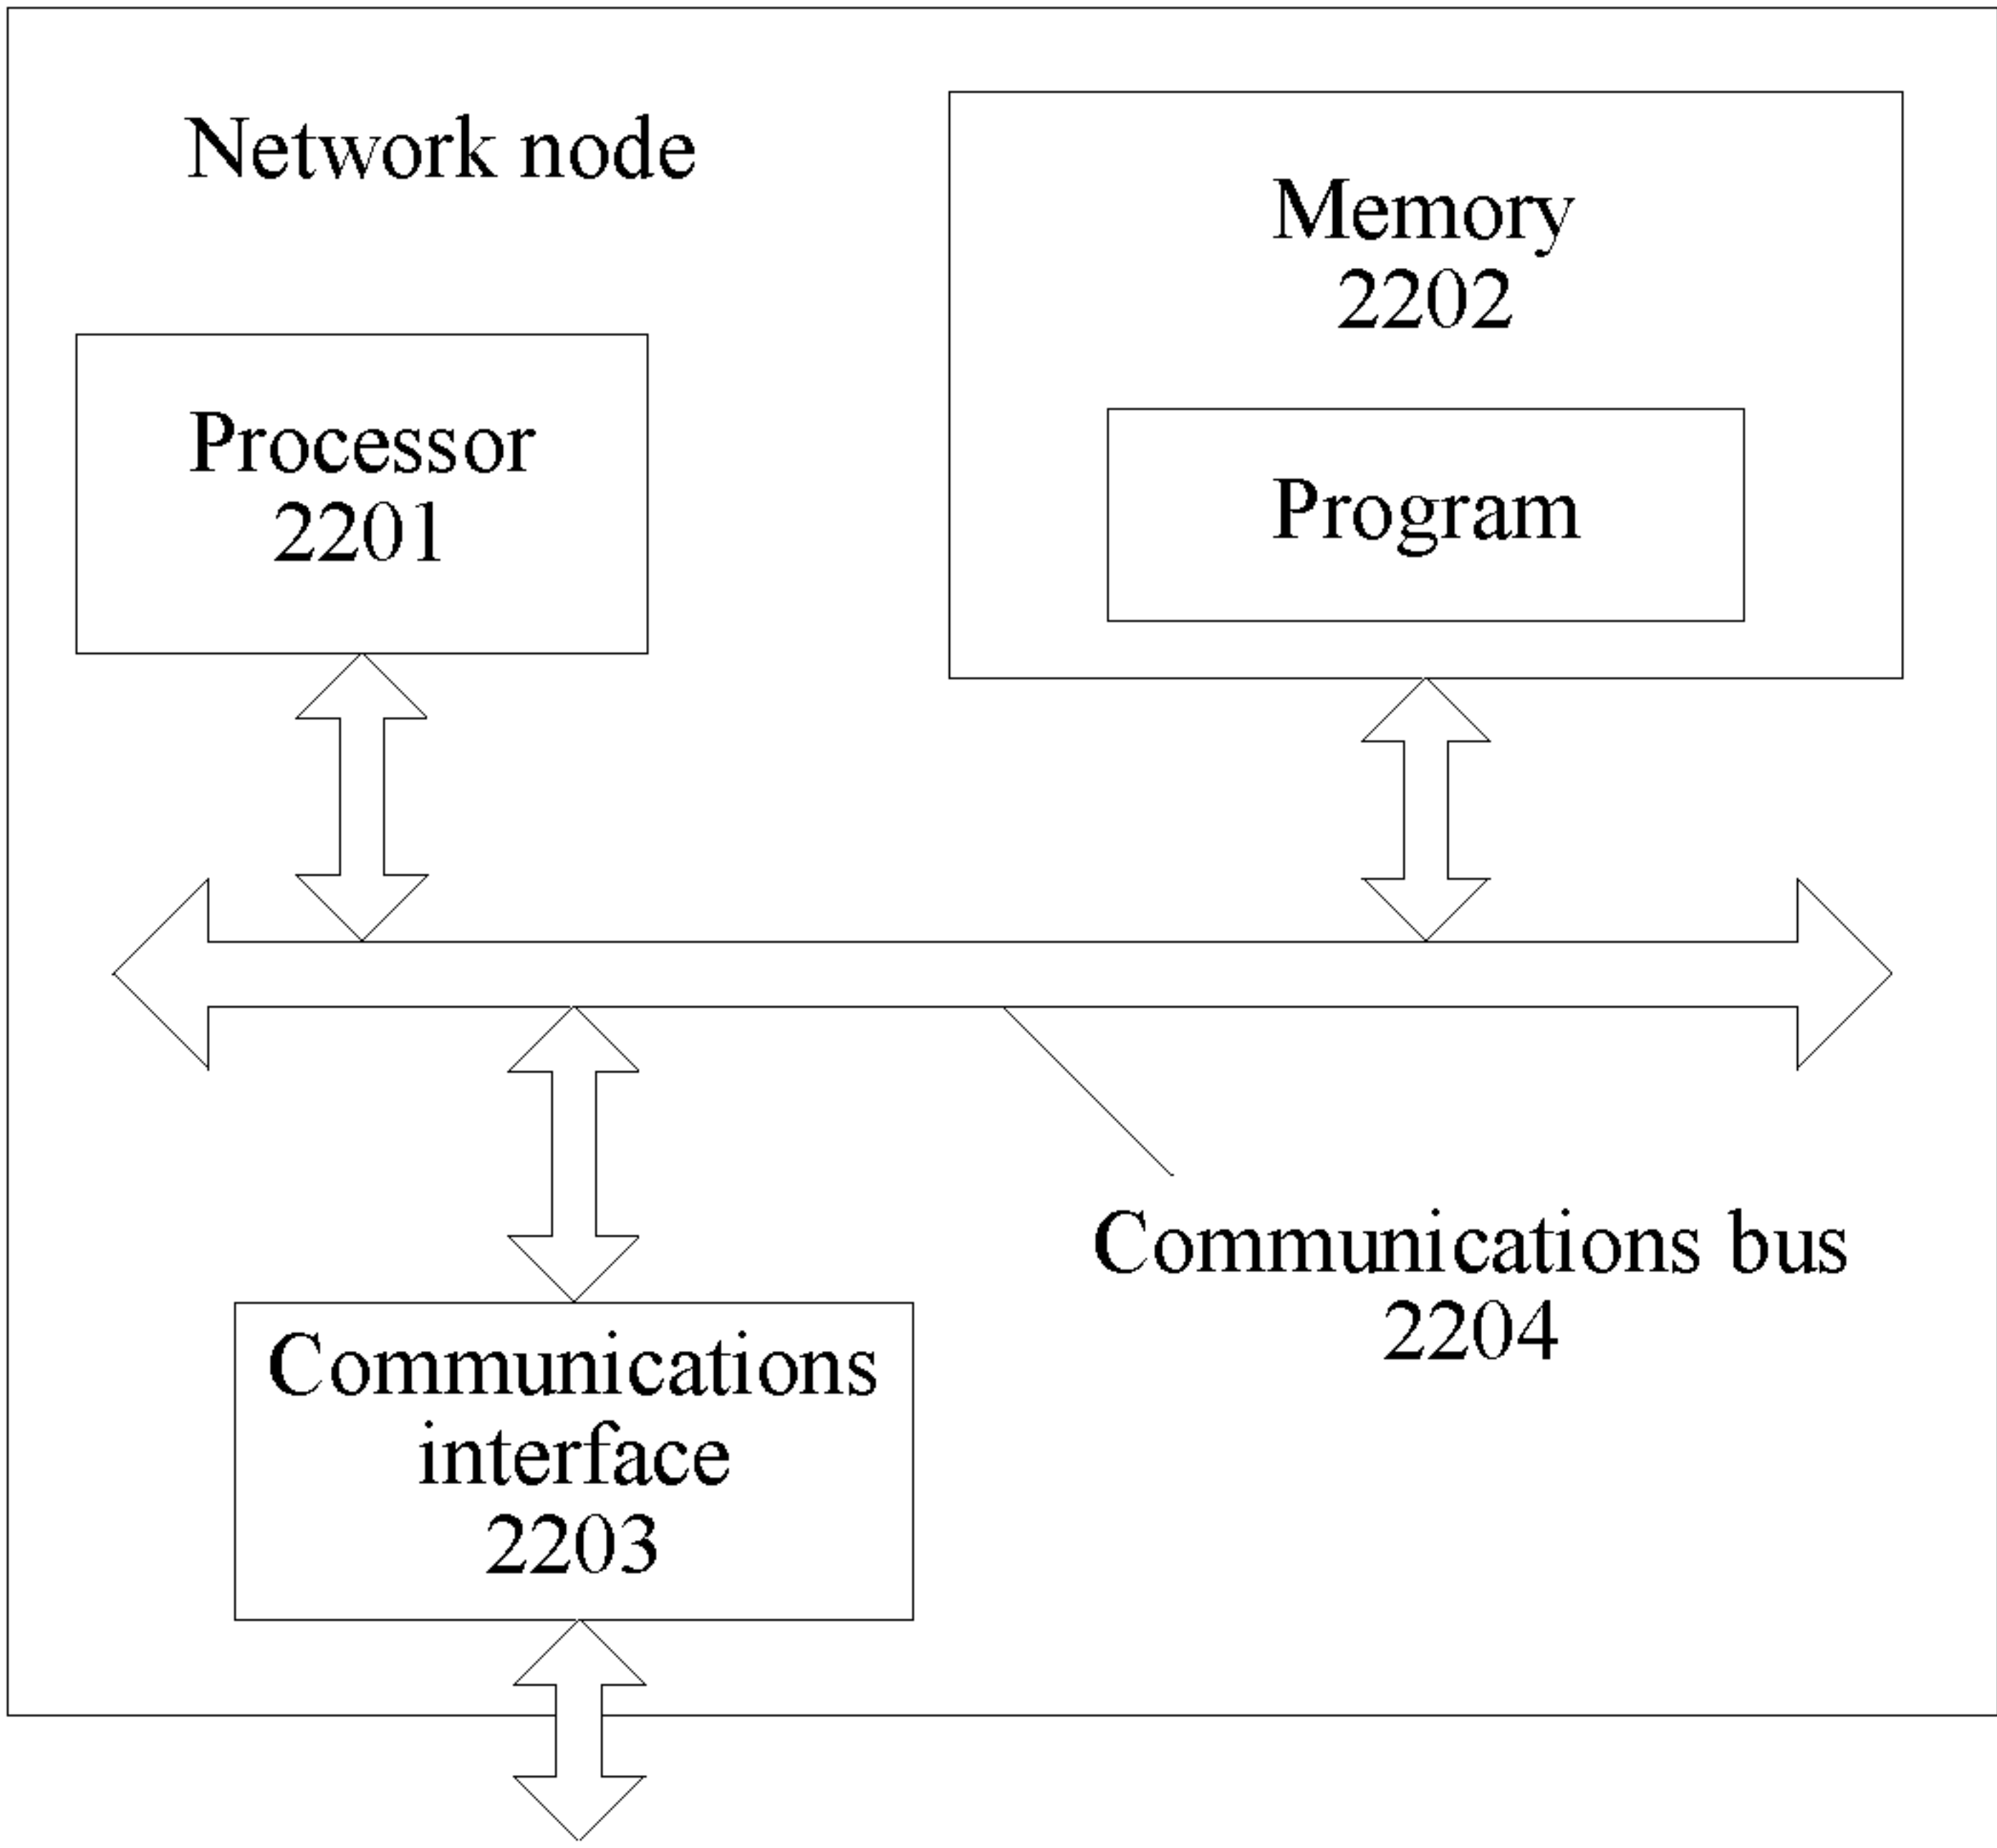 Network node
Memory
2202
Processor
2201
Program
Communications bus
2204
Communications
interface
2203